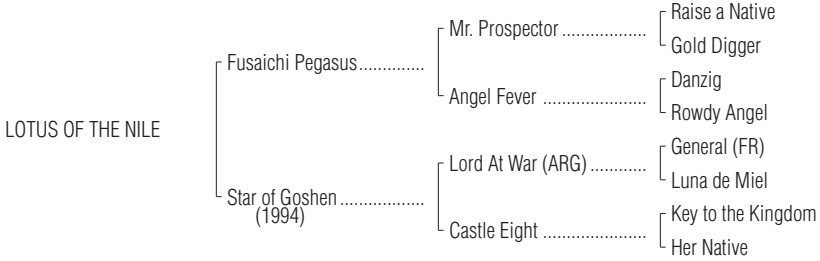 Raise a Native
Mr. Prospector ..................
Gold Digger
Fusaichi Pegasus..............
Danzig
Angel Fever ......................
Rowdy Angel
LOTUS OF THE NILE
General (FR)
Lord At War (ARG) ............
Luna de Miel
Star of Goshen ..................
(1994)
Key to the Kingdom
Castle Eight ......................
Her Native